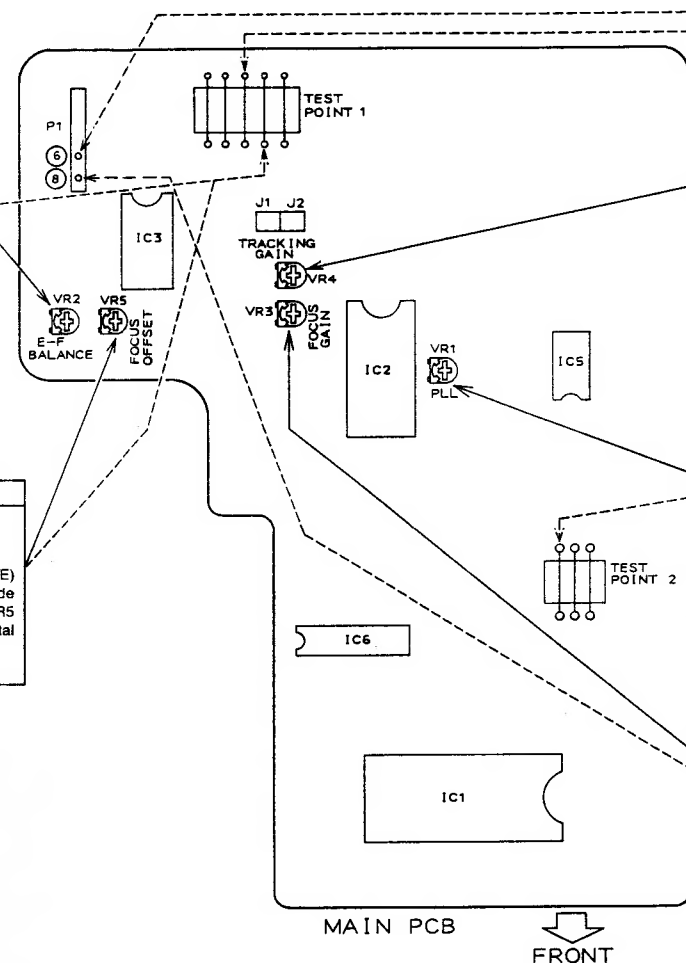 TEST
POINT 1
P1
6
8
J1 J2
IC3
TRACKING
GAIN
VR4
VR2
VR5
VR3
FOCUS
GAIN
E-F
BALANCE
FOCUS
OFFSET
IC2
VR1
PLL
IC5
E)
de
R5
tal
TEST
POINT 2
IC6
IC1
MAIN PCB
FRONT